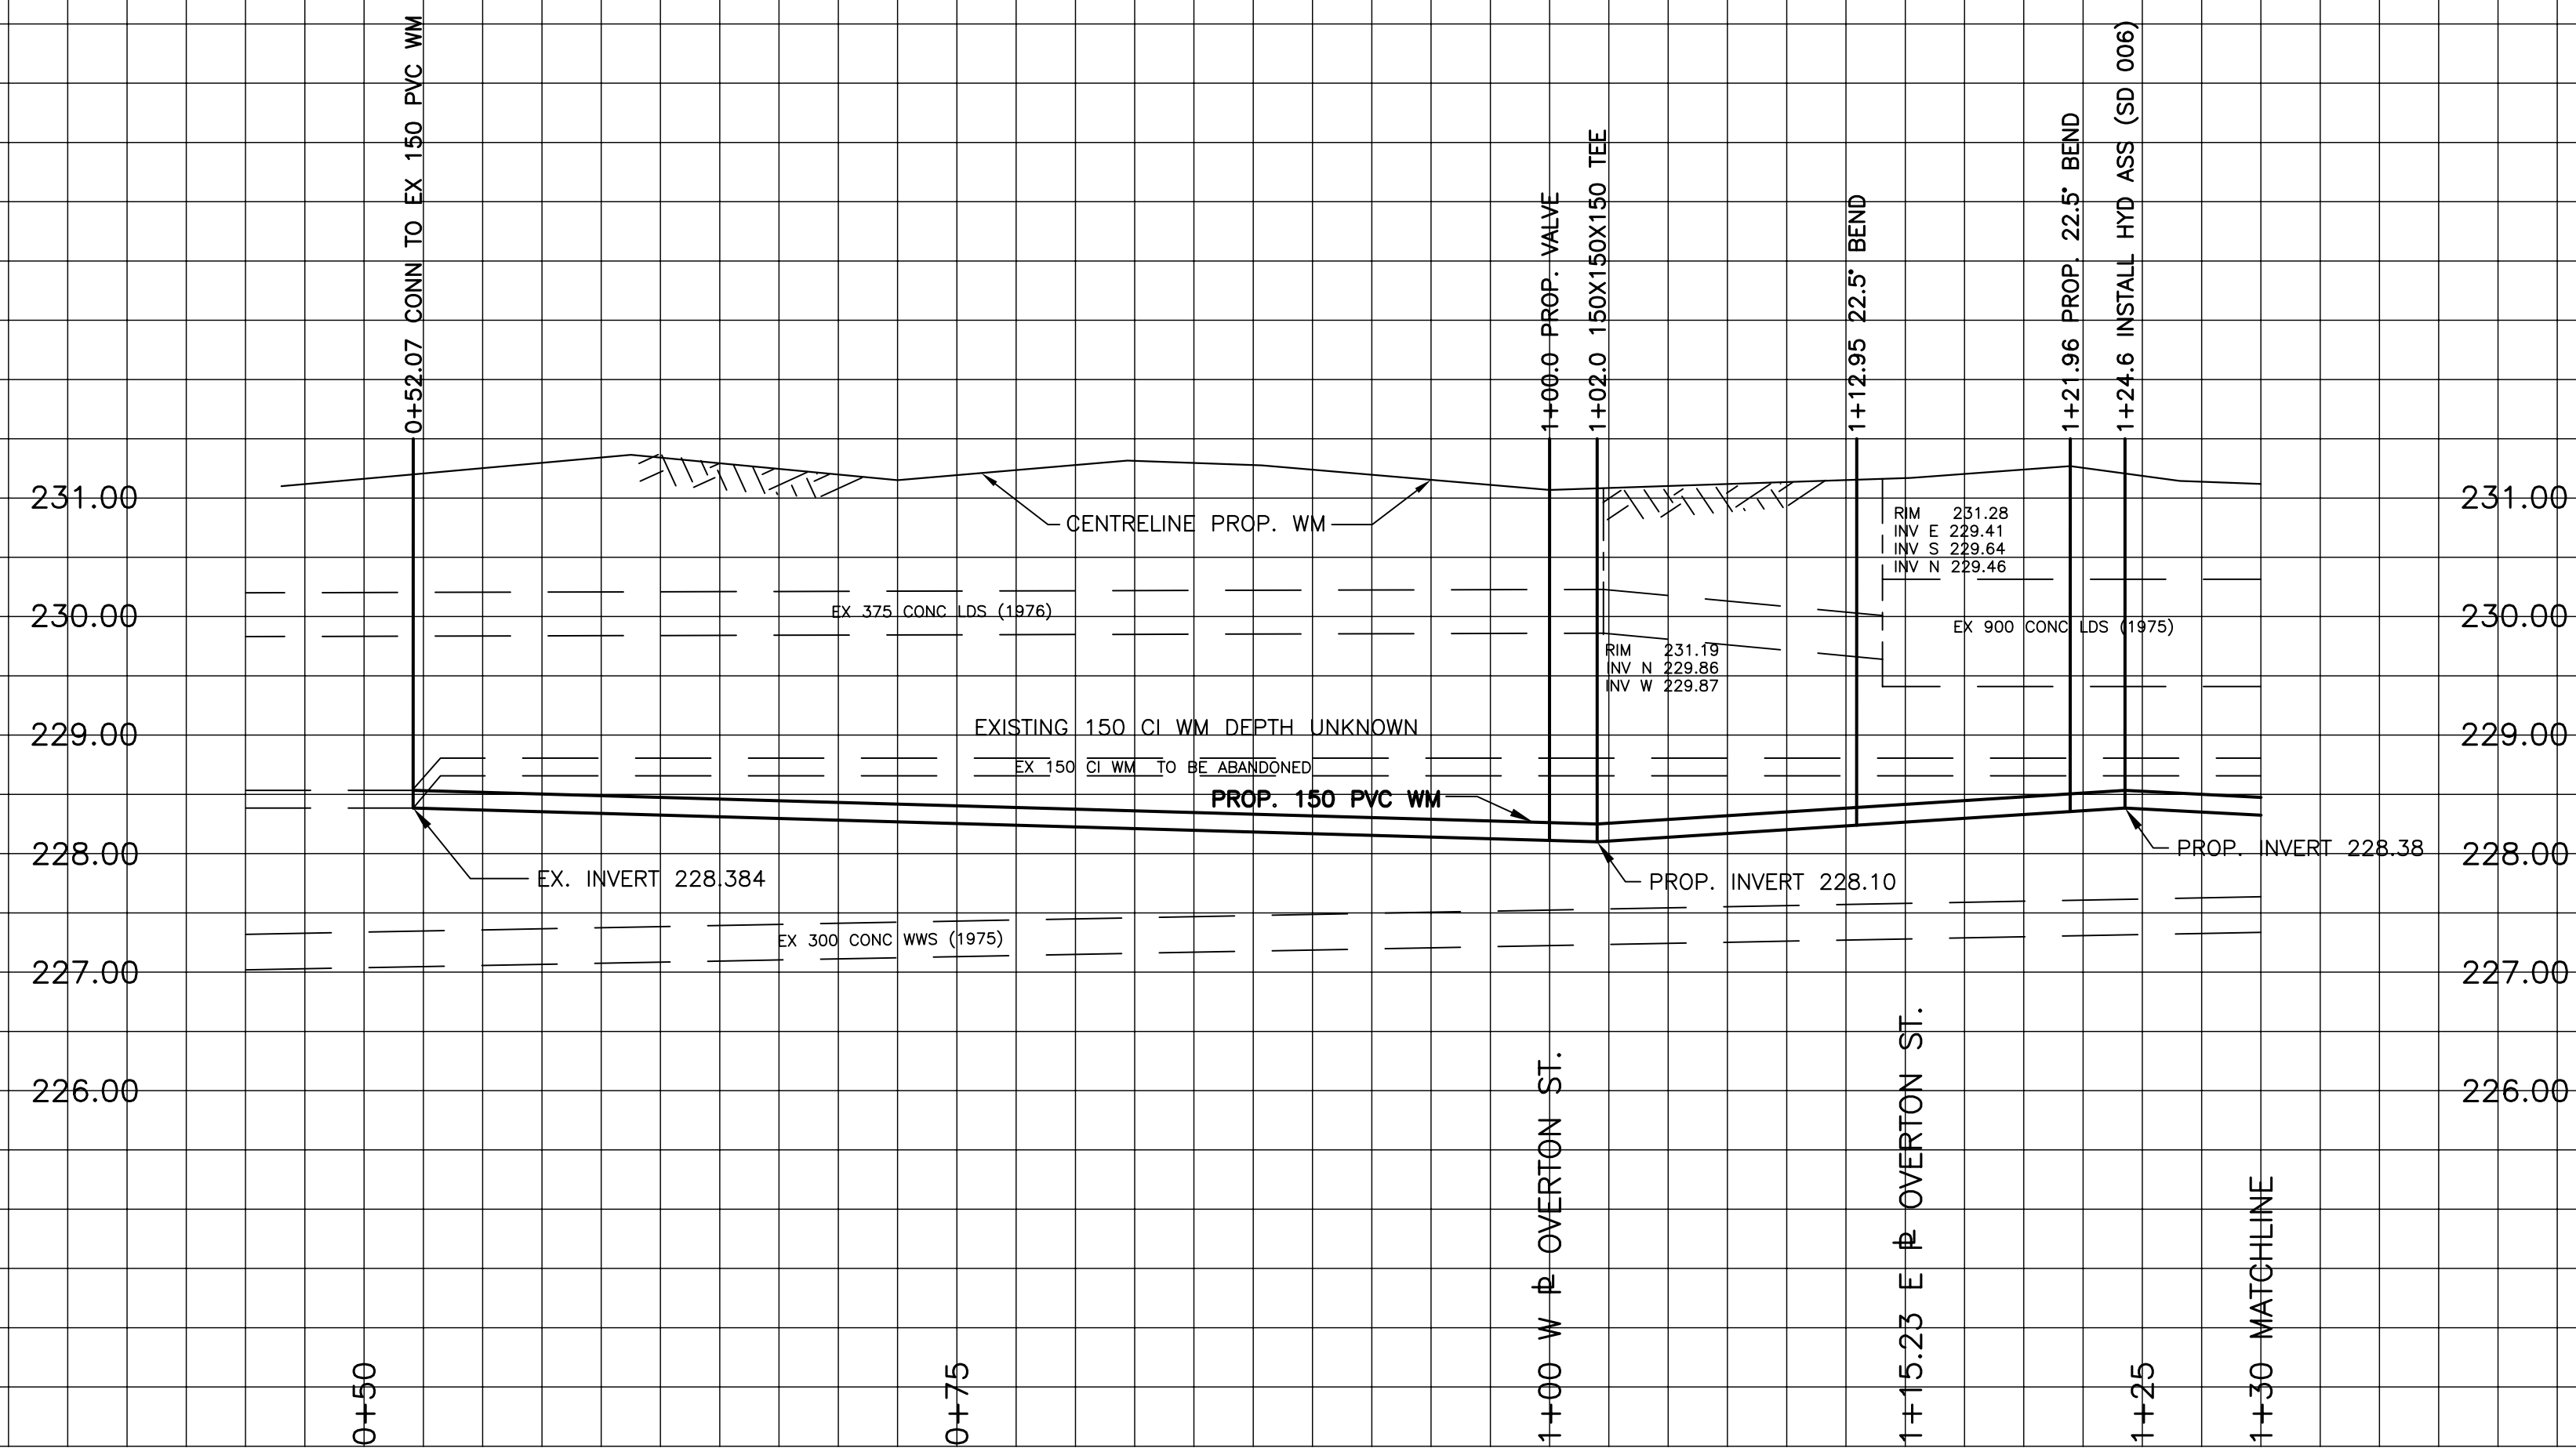 0+52.07 CONN TO EX 150 PVC WM
1+00.0 PROP. VALVE
1+02.0 150X150X150 TEE
1+12.95 22.5° BEND
1+21.96 PROP. 22.5° BEND
1+24.6 INSTALL HYD ASS (SD 006)
231.00
231.00
CENTRELINE PROP. WM
RIM 231.28
INV E 229.41
INV S 229.64
INV N 229.46
230.00
EX 375 CONC LDS (1976)
EX 900 CONC LDS (1975)
230.00
RIM 231.19
INV N 229.86
INV W 229.87
229.00
EXISTING 150 CI WM DEPTH UNKNOWN
229.00
EX 150 CI WM TO BE ABANDONED
PROP. 150 PVC WM
228.00
EX. INVERT 228.384
PROP. INVERT 228.10
PROP. INVERT 228.38
228.00
EX 300 CONC WWS (1975)
227.00
227.00
226.00
226.00
0+50
0+75
1+00 W PL OVERTON ST.
1+15.23 E PL OVERTON ST.
1+25
1+30 MATCHLINE